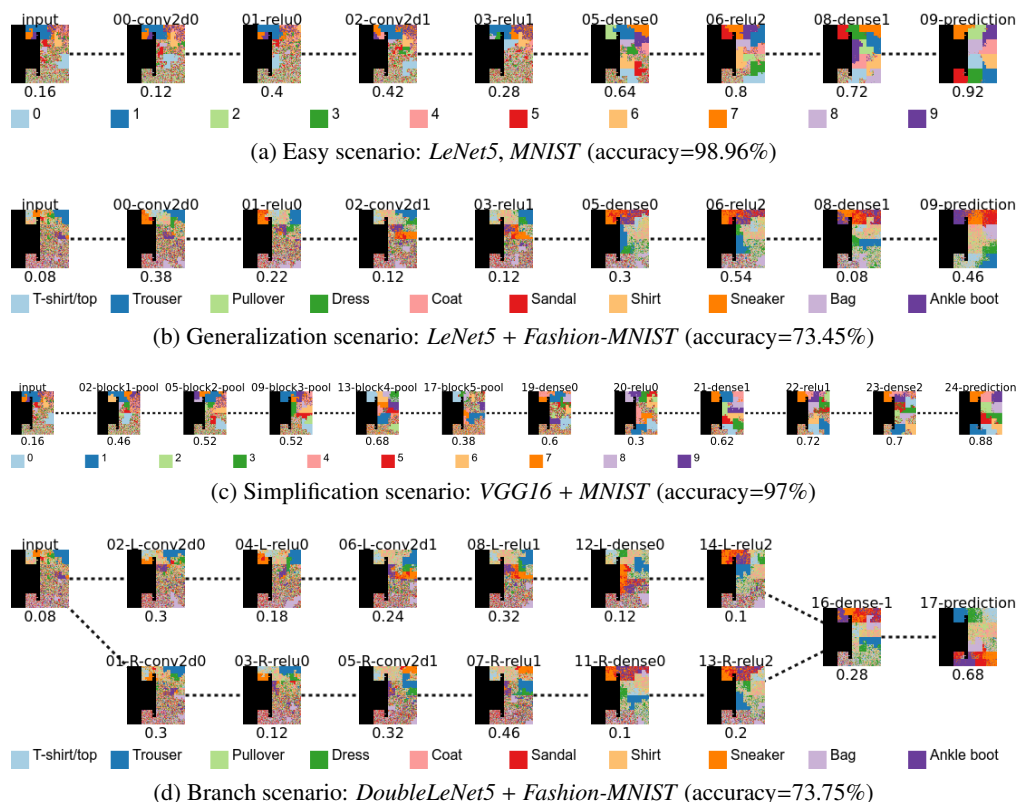 input 00-conv2d0 01-relu0 02-conv2d1 03-relu1 05-dense0 06-relu2 08-dense1 09-prediction
0.16 0.12 0.4 0.42 0.28 0.64 0.8 0.72 0.92
0 1 2 3 4 5 6 7 8 9
(a) Easy scenario: LeNet5, MNIST (accuracy=98.96%)
input 00-conv2d0 01-relu0 02-conv2d1 03-relu1 05-dense0 06-relu2 08-dense1 09-prediction
0.08 0.38 0.22 0.12 0.12 0.3 0.54 0.08 0.46
T-shirt/top Trouser Pullover Dress Coat Sandal Shirt Sneaker Bag Ankle boot
(b) Generalization scenario: LeNet5 + Fashion-MNIST (accuracy=73.45%)
input 02-block1-pool 05-block2-pool 09-block3-pool 13-block4-pool 17-block5-pool 19-dense0 20-relu0 21-dense1 22-relu1 23-dense2 24-prediction
0.16 0.46 0.52 0.52 0.68 0.38 0.6 0.3 0.62 0.72 0.7 0.88
0 1 2 3 4 5 6 7 8 9
(c) Simplification scenario: VGG16 + MNIST (accuracy=97%)
input 02-L-conv2d0 04-L-relu0 06-L-conv2d1 08-L-relu1 12-L-dense0 14-L-relu2
0.08 0.3 0.18 0.24 0.32 0.12 0.1
16-dense-1 17-prediction
0.28 0.68
01-R-conv2d0 03-R-relu0 05-R-conv2d1 07-R-relu1 11-R-dense0 13-R-relu2
0.3 0.12 0.32 0.46 0.1 0.2
T-shirt/top Trouser Pullover Dress Coat Sandal Shirt Sneaker Bag Ankle boot
(d) Branch scenario: DoubleLeNet5 + Fashion-MNIST (accuracy=73.75%)